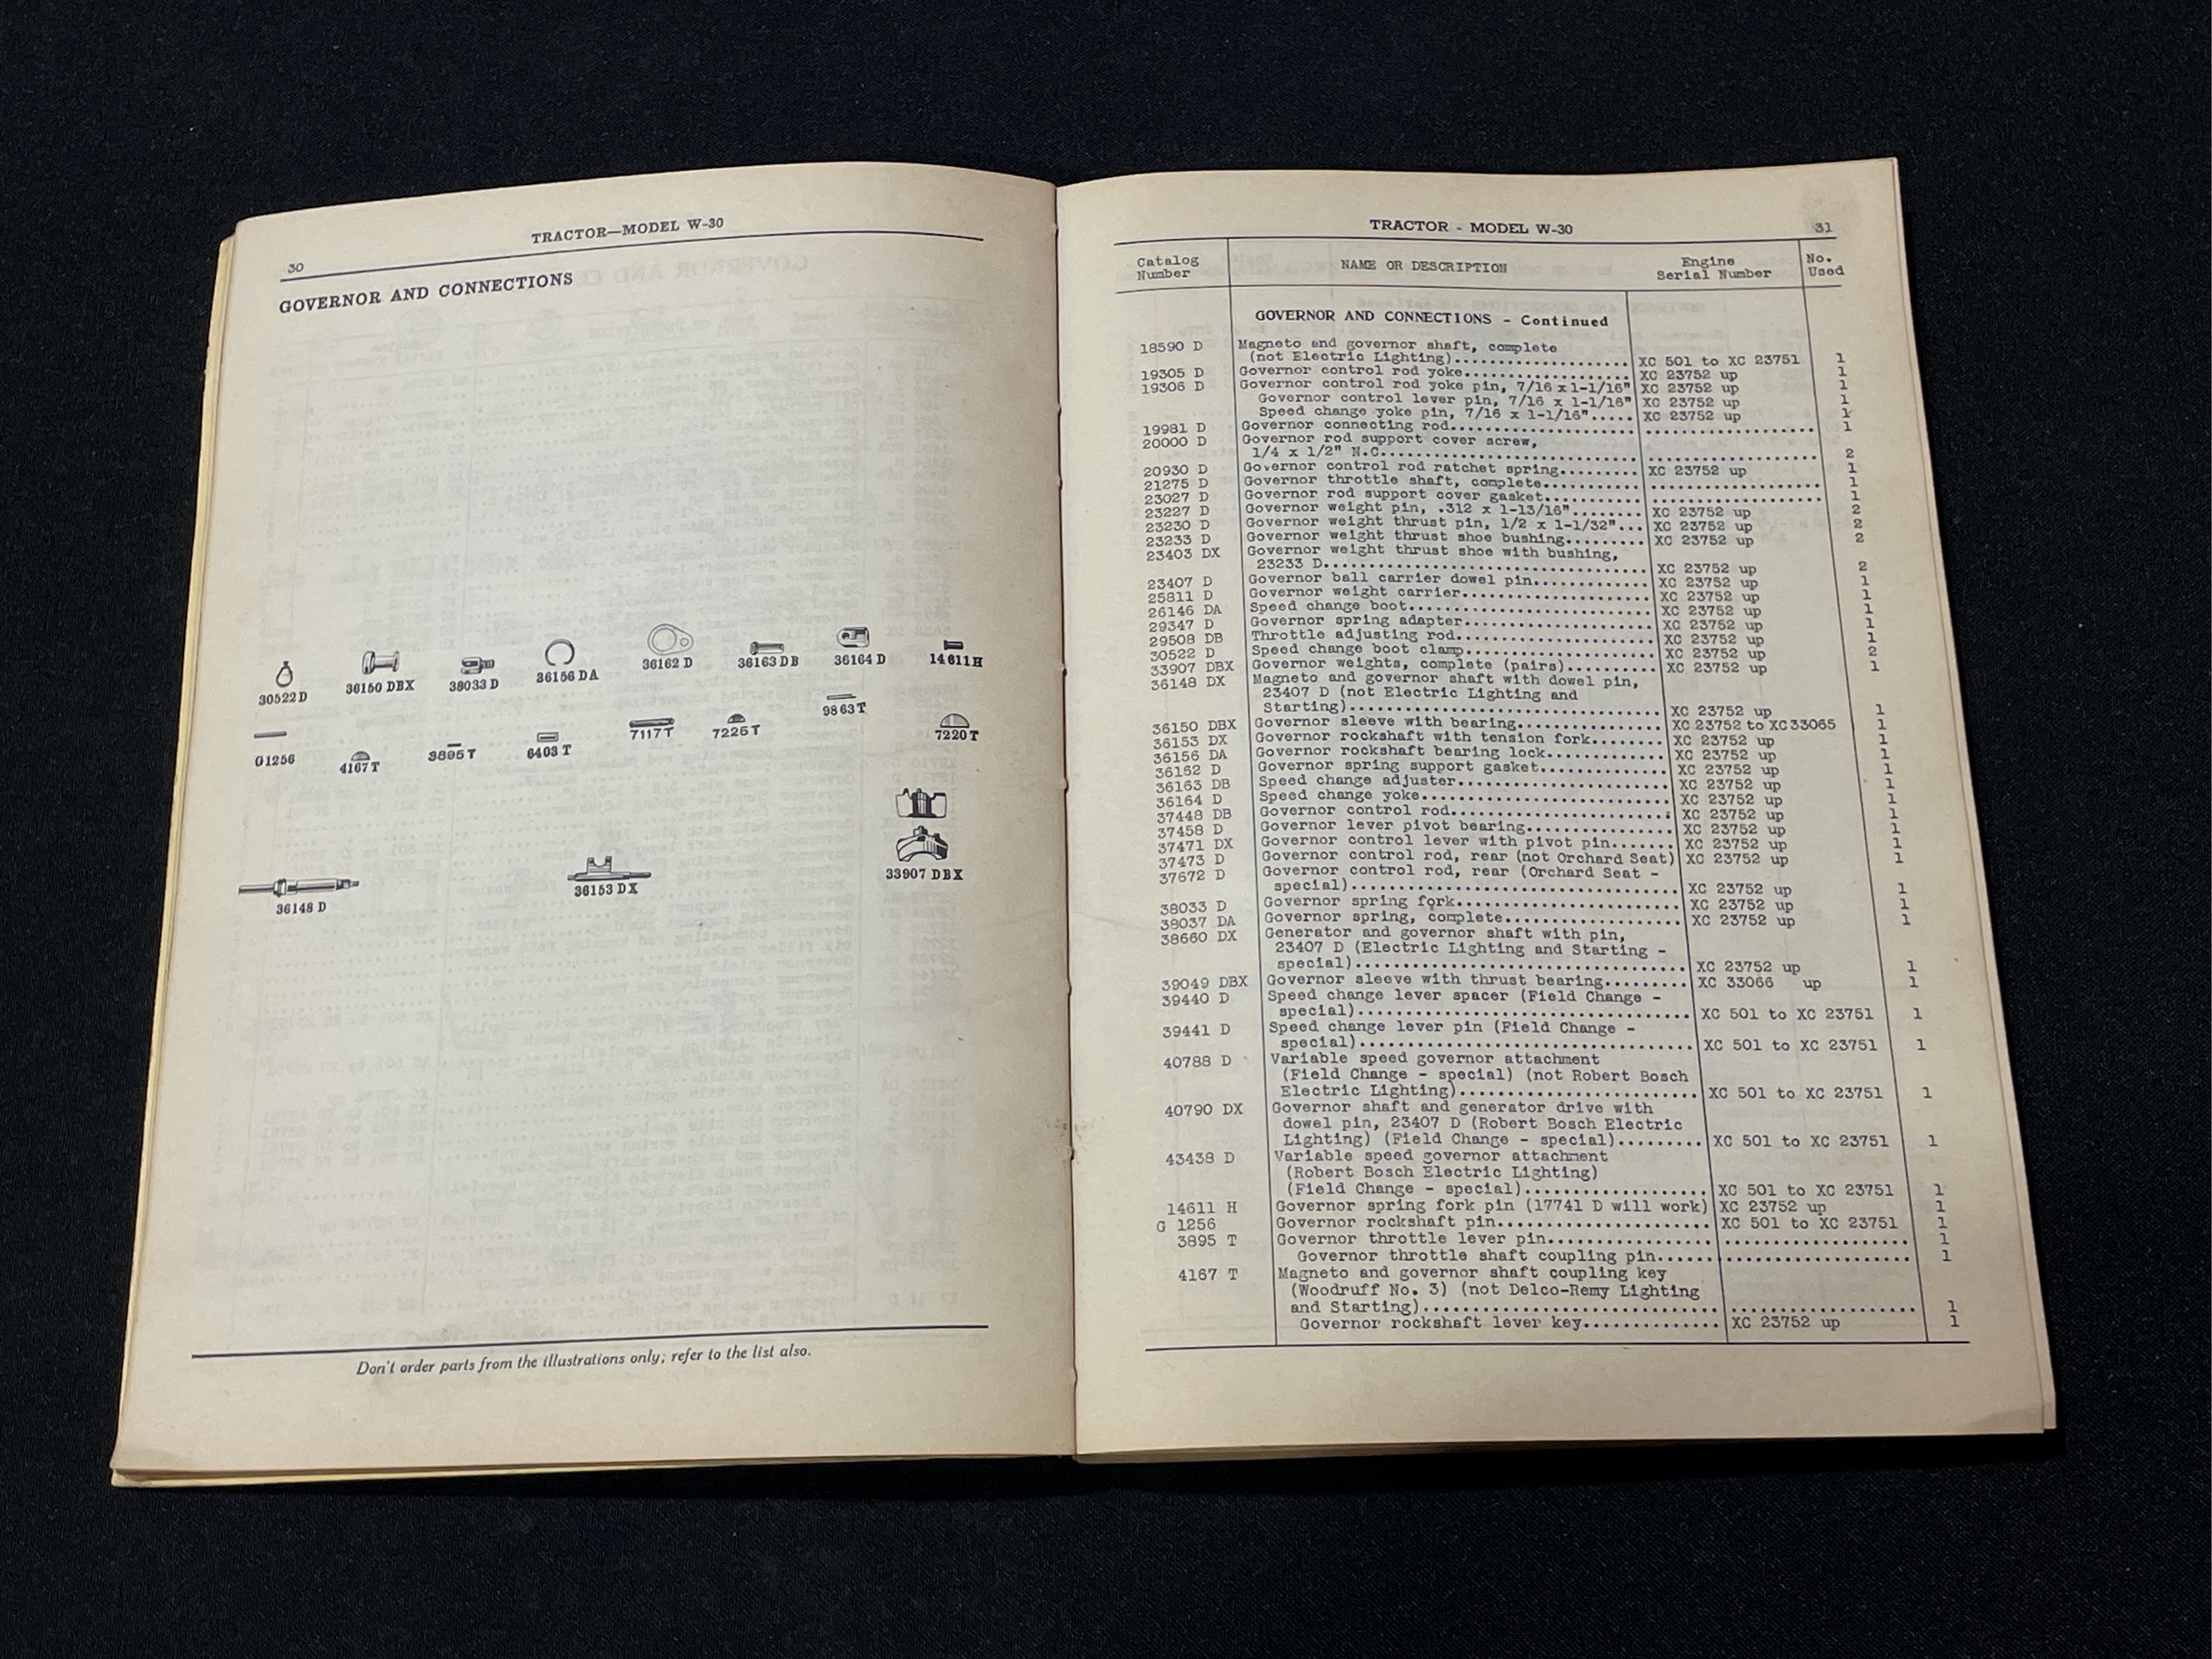 30
TRACTOR—MODEL W-30
GOVERNOR AND CONNECTIONS
30522 D
36150 DBX
38033 D
36156 DA
36162 D
36163 DB
36164 D
14611H
G1256
4167T
3895T
6403 T
7117T
7225T
9863T
7220T
36148 D
36153 DX
33907 DBX
Don't order parts from the illustrations only; refer to the list also.
TRACTOR - MODEL W-30
31
Catalog Number NAME OR DESCRIPTION Engine Serial Number No. Used
GOVERNOR AND CONNECTIONS - Continued
18590 D Magneto and governor shaft, complete
(not Electric Lighting).................... XC 501 to XC 23751 1
19305 D Governor control rod yoke.................... XC 23752 up 1
19306 D Governor control rod yoke pin, 7/16 x 1-1/16" XC 23752 up 1
Governor control lever pin, 7/16 x 1-1/16" XC 23752 up 1
Speed change yoke pin, 7/16 x 1-1/16"..... XC 23752 up 1
19981 D Governor connecting rod...................... .................... 1
20000 D Governor rod support cover screw,
1/4 x 1/2" N.C............................. .................... 2
20930 D Governor control rod ratchet spring......... XC 23752 up 1
21275 D Governor throttle shaft, complete........... .................... 1
23027 D Governor rod support cover gasket........... .................... 1
23227 D Governor weight pin, .312 x 1-13/16"........ XC 23752 up 2
23230 D Governor weight thrust pin, 1/2 x 1-1/32"... XC 23752 up 2
23233 D Governor weight thrust shoe bushing......... XC 23752 up 2
23403 DX Governor weight thrust shoe with bushing,
23233 D.................................... XC 23752 up 2
23407 D Governor ball carrier dowel pin............. XC 23752 up 1
25811 D Governor weight carrier..................... XC 23752 up 1
26146 DA Speed change boot........................... XC 23752 up 1
29347 D Governor spring adapter..................... XC 23752 up 1
29508 DB Throttle adjusting rod...................... XC 23752 up 1
30522 D Speed change boot clamp..................... XC 23752 up 2
33907 DBX Governor weights, complete (pairs).......... XC 23752 up 1
36148 DX Magneto and governor shaft with dowel pin,
23407 D (not Electric Lighting and
Starting).................................. XC 23752 up 1
36150 DBX Governor sleeve with bearing................ XC 23752 to XC 33065 1
36153 DX Governor rockshaft with tension fork........ XC 23752 up 1
36156 DA Governor rockshaft bearing lock............. XC 23752 up 1
36162 D Governor spring support gasket.............. XC 23752 up 1
36163 DB Speed change adjuster....................... XC 23752 up 1
36164 D Speed change yoke........................... XC 23752 up 1
37448 DB Governor control rod........................ XC 23752 up 1
37458 D Governor lever pivot bearing................ XC 23752 up 1
37471 DX Governor control lever with pivot pin....... XC 23752 up 1
37473 D Governor control rod, rear (not Orchard Seat) XC 23752 up 1
37672 D Governor control rod, rear (Orchard Seat -
special)................................... XC 23752 up 1
38033 D Governor spring fork........................ XC 23752 up 1
38037 DA Governor spring, complete................... XC 23752 up 1
38660 DX Generator and governor shaft with pin,
23407 D (Electric Lighting and Starting -
special)................................... XC 23752 up 1
39049 DBX Governor sleeve with thrust bearing......... XC 33066 up 1
39440 D Speed change lever spacer (Field Change -
special)................................... XC 501 to XC 23751 1
39441 D Speed change lever pin (Field Change -
special)................................... XC 501 to XC 23751 1
40788 D Variable speed governor attachment
(Field Change - special) (not Robert Bosch
Electric Lighting)......................... XC 501 to XC 23751 1
40790 DX Governor shaft and generator drive with
dowel pin, 23407 D (Robert Bosch Electric
Lighting) (Field Change - special)......... XC 501 to XC 23751 1
43438 D Variable speed governor attachment
(Robert Bosch Electric Lighting)
(Field Change - special)................... XC 501 to XC 23751 1
14611 H Governor spring fork pin (17741 D will work) XC 23752 up 1
G 1256 Governor rockshaft pin...................... XC 501 to XC 23751 1
3895 T Governor throttle lever pin................. .................... 1
Governor throttle shaft coupling pin...... .................... 1
4167 T Magneto and governor shaft coupling key
(Woodruff No. 3) (not Delco-Remy Lighting
and Starting).............................. .................... 1
Governor rockshaft lever key.............. XC 23752 up 1